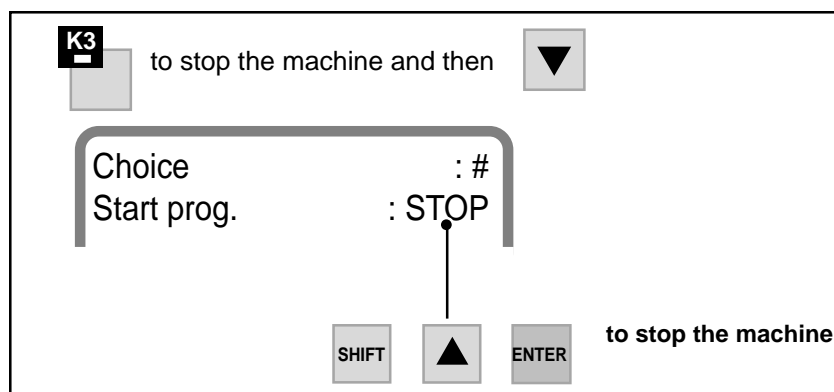 K3
to stop the machine and then ▼
Choice : #
Start prog. : STOP
SHIFT ▲ ENTER to stop the machine